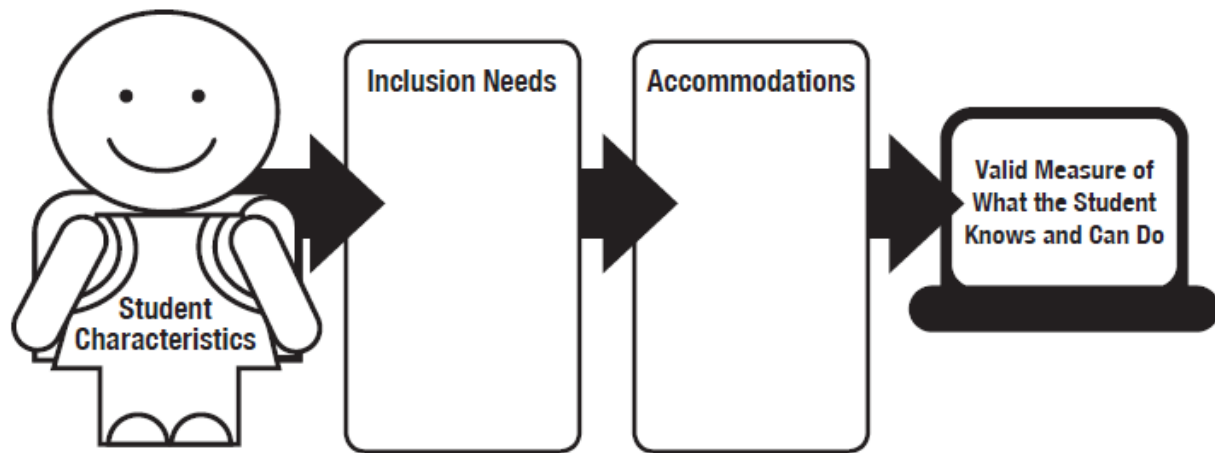 Inclusion Needs
Accommodations
Valid Measure of
What the Student
Knows and Can Do
Student
Characteristics